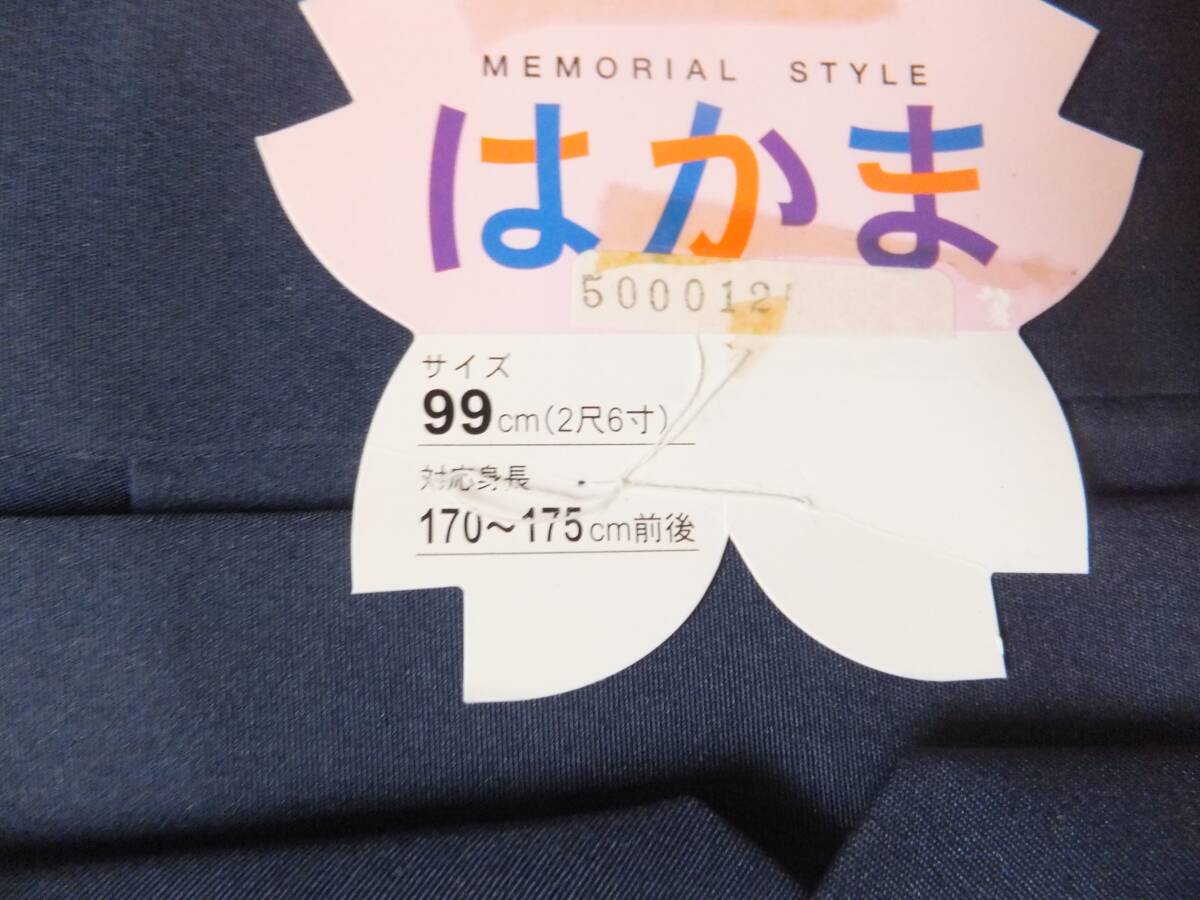 MEMORIAL STYLE
はかま
500012
サイズ
99cm(2尺6寸)
対応身長
170～175cm前後